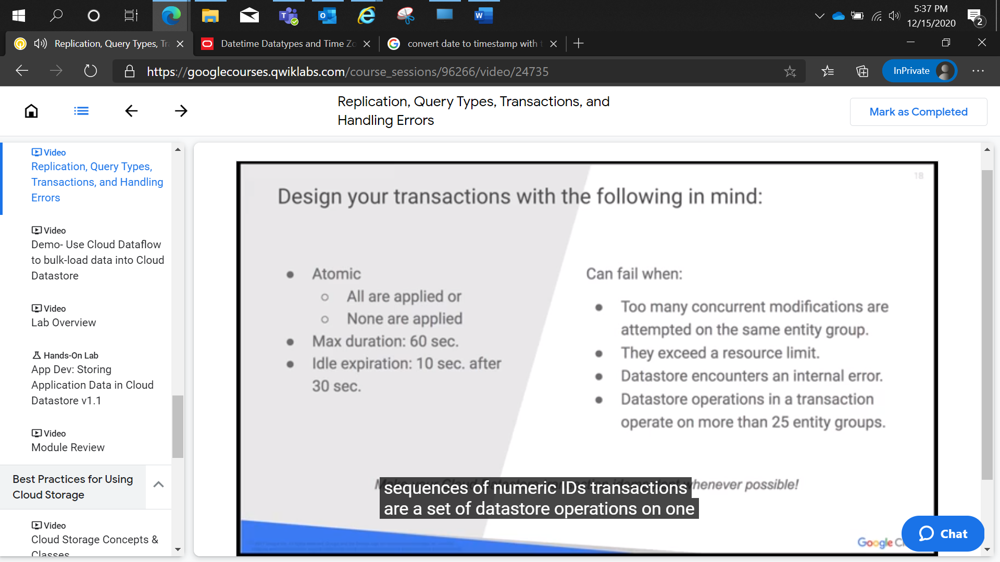 5:37 PM
12/15/2020
2
Replication, Query Types, Tr
Datetime Datatypes and Time Zo
convert date to timestamp with t
https://googlecourses.qwiklabs.com/course_sessions/96266/video/24735
InPrivate
Replication, Query Types, Transactions, and
Handling Errors
Mark as Completed
Video
Replication, Query Types,
Transactions, and Handling
Errors
Video
Demo- Use Cloud Dataflow
to bulk-load data into Cloud
Datastore
Video
Lab Overview
Hands-On Lab
App Dev: Storing
Application Data in Cloud
Datastore v1.1
Video
Module Review
Best Practices for Using
Cloud Storage
Video
Cloud Storage Concepts &
Classes
18
Design your transactions with the following in mind:
Atomic
All are applied or
None are applied
Max duration: 60 sec.
Idle expiration: 10 sec. after
30 sec.
Can fail when:
Too many concurrent modifications are
attempted on the same entity group.
They exceed a resource limit.
Datastore encounters an internal error.
Datastore operations in a transaction
operate on more than 25 entity groups.
whenever possible!
sequences of numeric IDs transactions
are a set of datastore operations on one
Google Cl
Chat